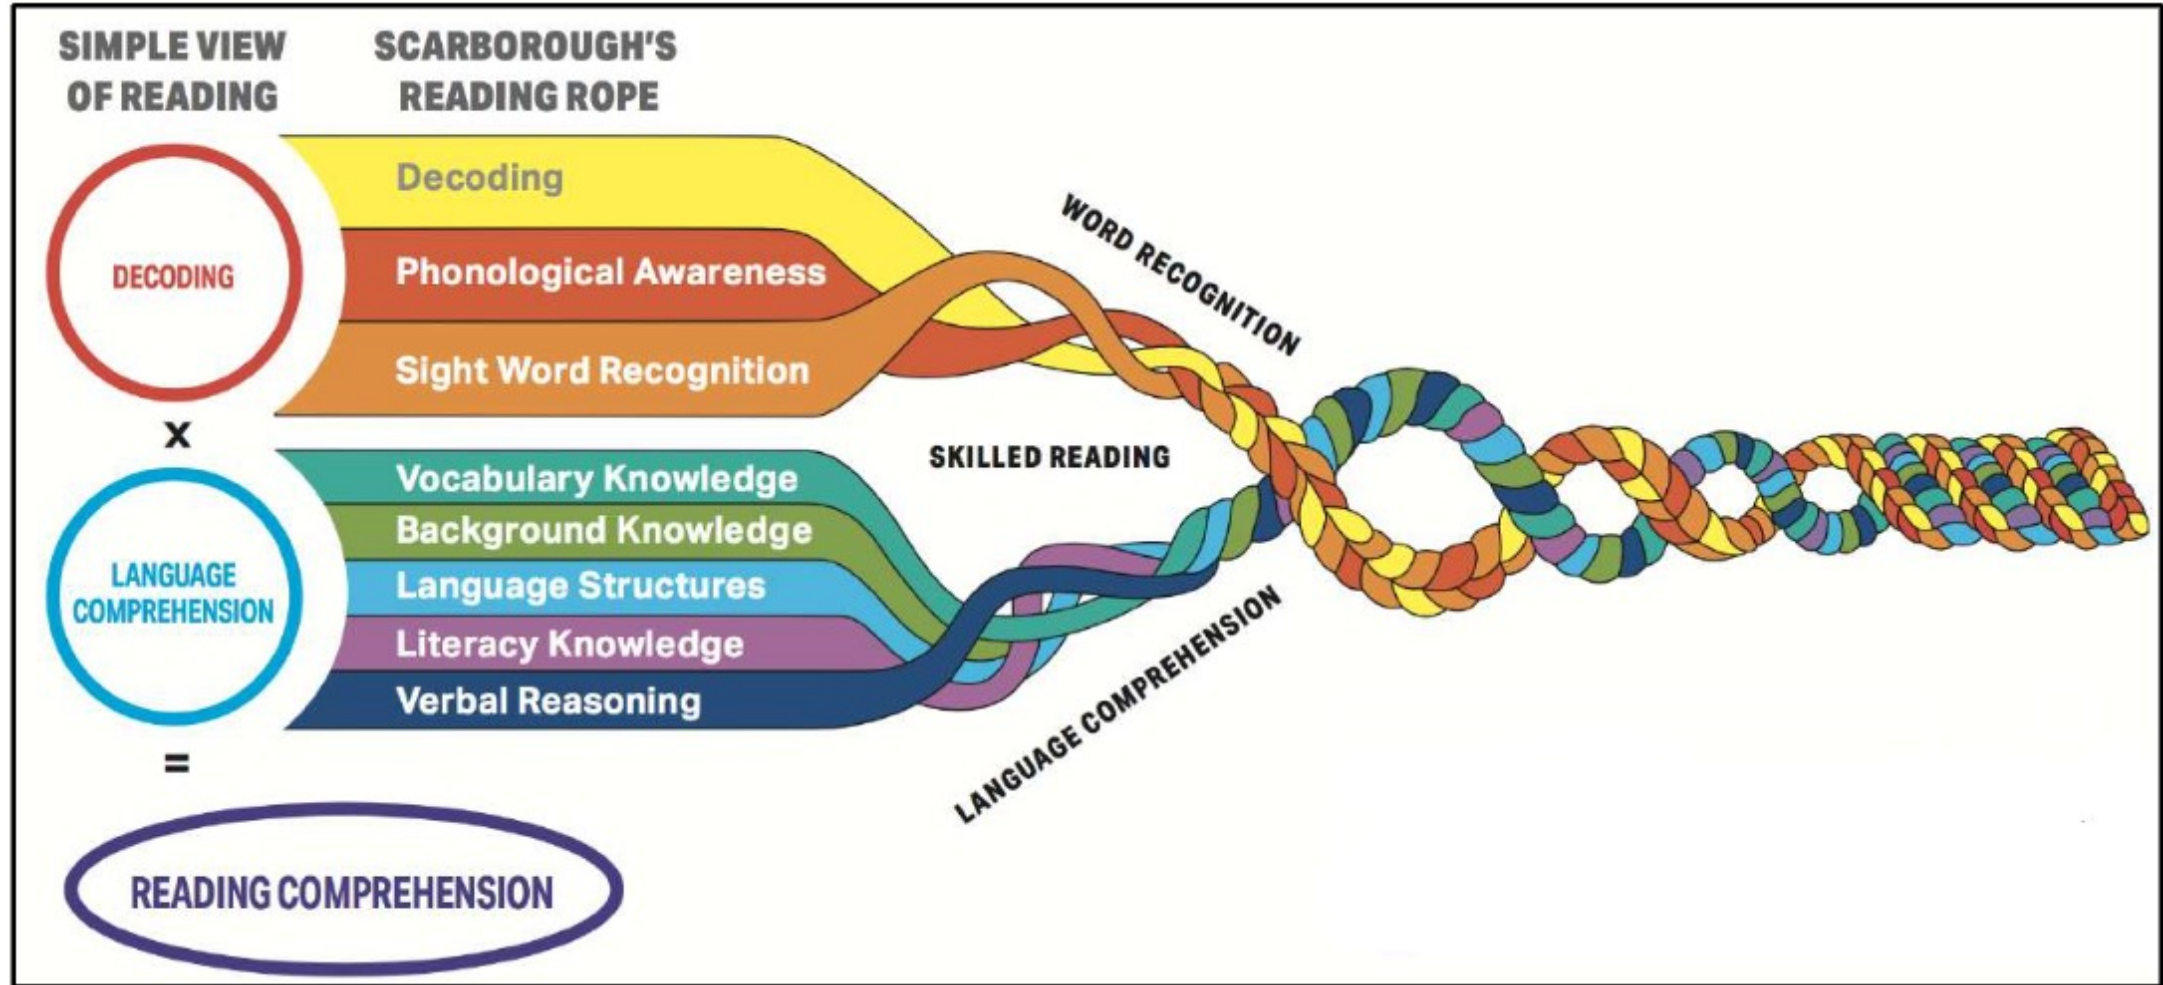 SIMPLE VIEW
OF READING
SCARBOROUGH'S
READING ROPE
DECODING
x
LANGUAGE
COMPREHENSION
=
READING COMPREHENSION
Decoding
Phonological Awareness
Sight Word Recognition
Vocabulary Knowledge
Background Knowledge
Language Structures
Literacy Knowledge
Verbal Reasoning
WORD RECOGNITION
SKILLED READING
LANGUAGE COMPREHENSION